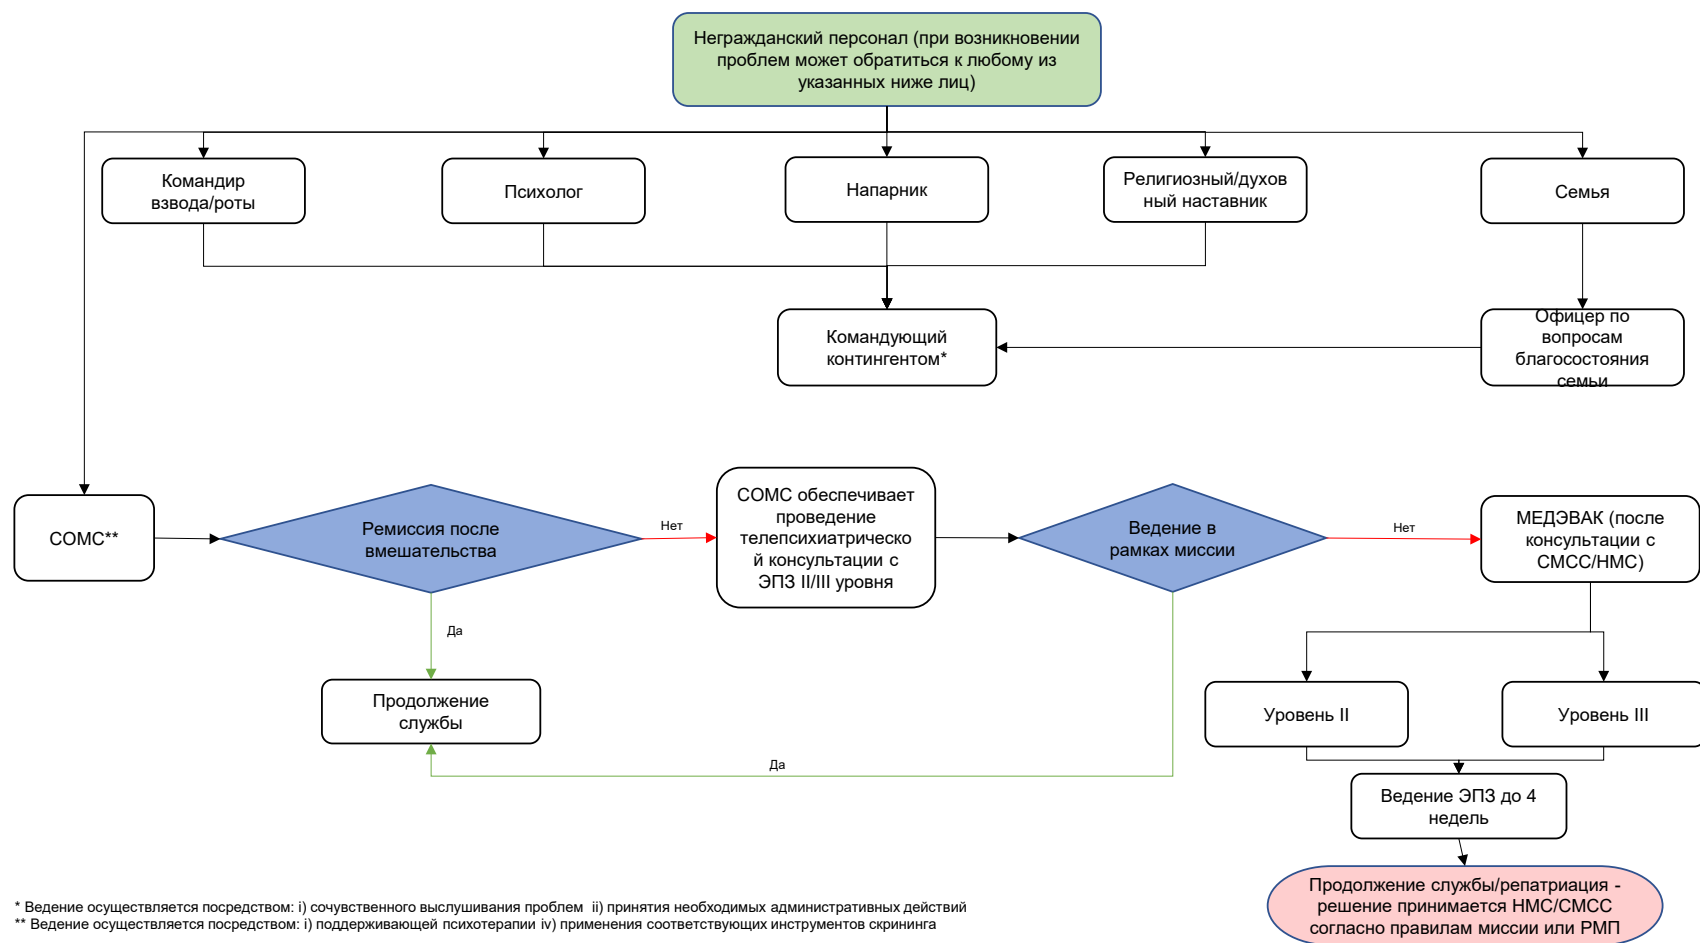 Негражданский персонал (при возникновении
проблем может обратиться к любому из
указанных ниже лиц)
Командир
взвода/роты
Психолог
Напарник
Религиозный/духов
ный наставник
Семья
Командующий
контингентом*
Офицер по
вопросам
благосостояния
семьи
СОМС**
Ремиссия после
вмешательства
Нет
СОМС обеспечивает
проведение
телепсихиатрическо
й консультации с
ЭПЗ II/III уровня
Ведение в
рамках миссии
Нет
МЕДЭВАК (после
консультации с
СМСС/НМС)
Да
Продолжение
службы
Да
Уровень II
Уровень III
Ведение ЭПЗ до 4
недель
Продолжение службы/репатриация -
решение принимается НМС/СМСС
согласно правилам миссии или РМП
* Ведение осуществляется посредством: i) сочувственного выслушивания проблем ii) принятия необходимых административных действий
** Ведение осуществляется посредством: i) поддерживающей психотерапии iv) применения соответствующих инструментов скрининга